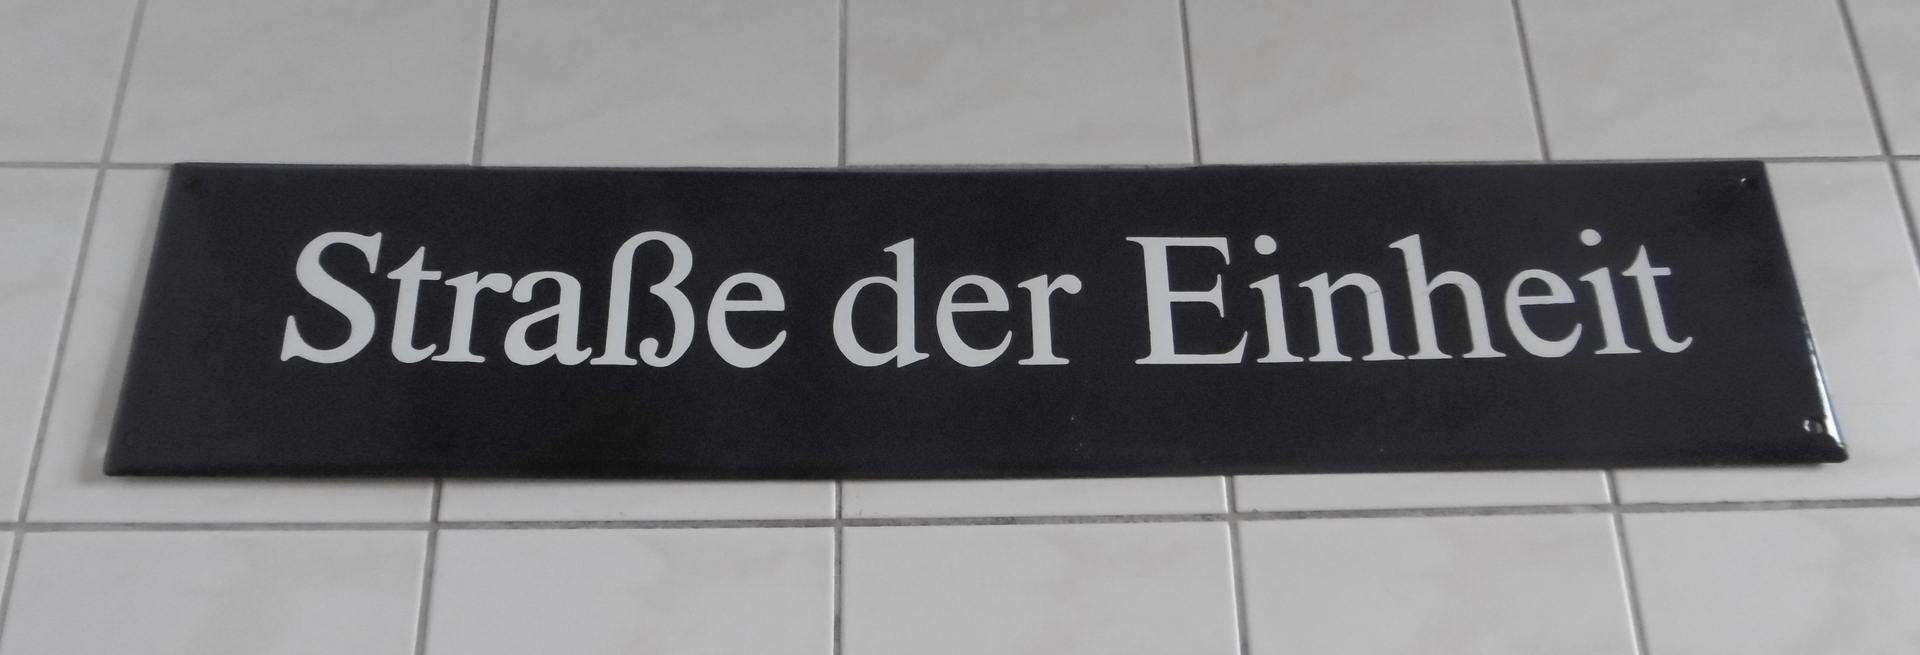 Straße der Einheit